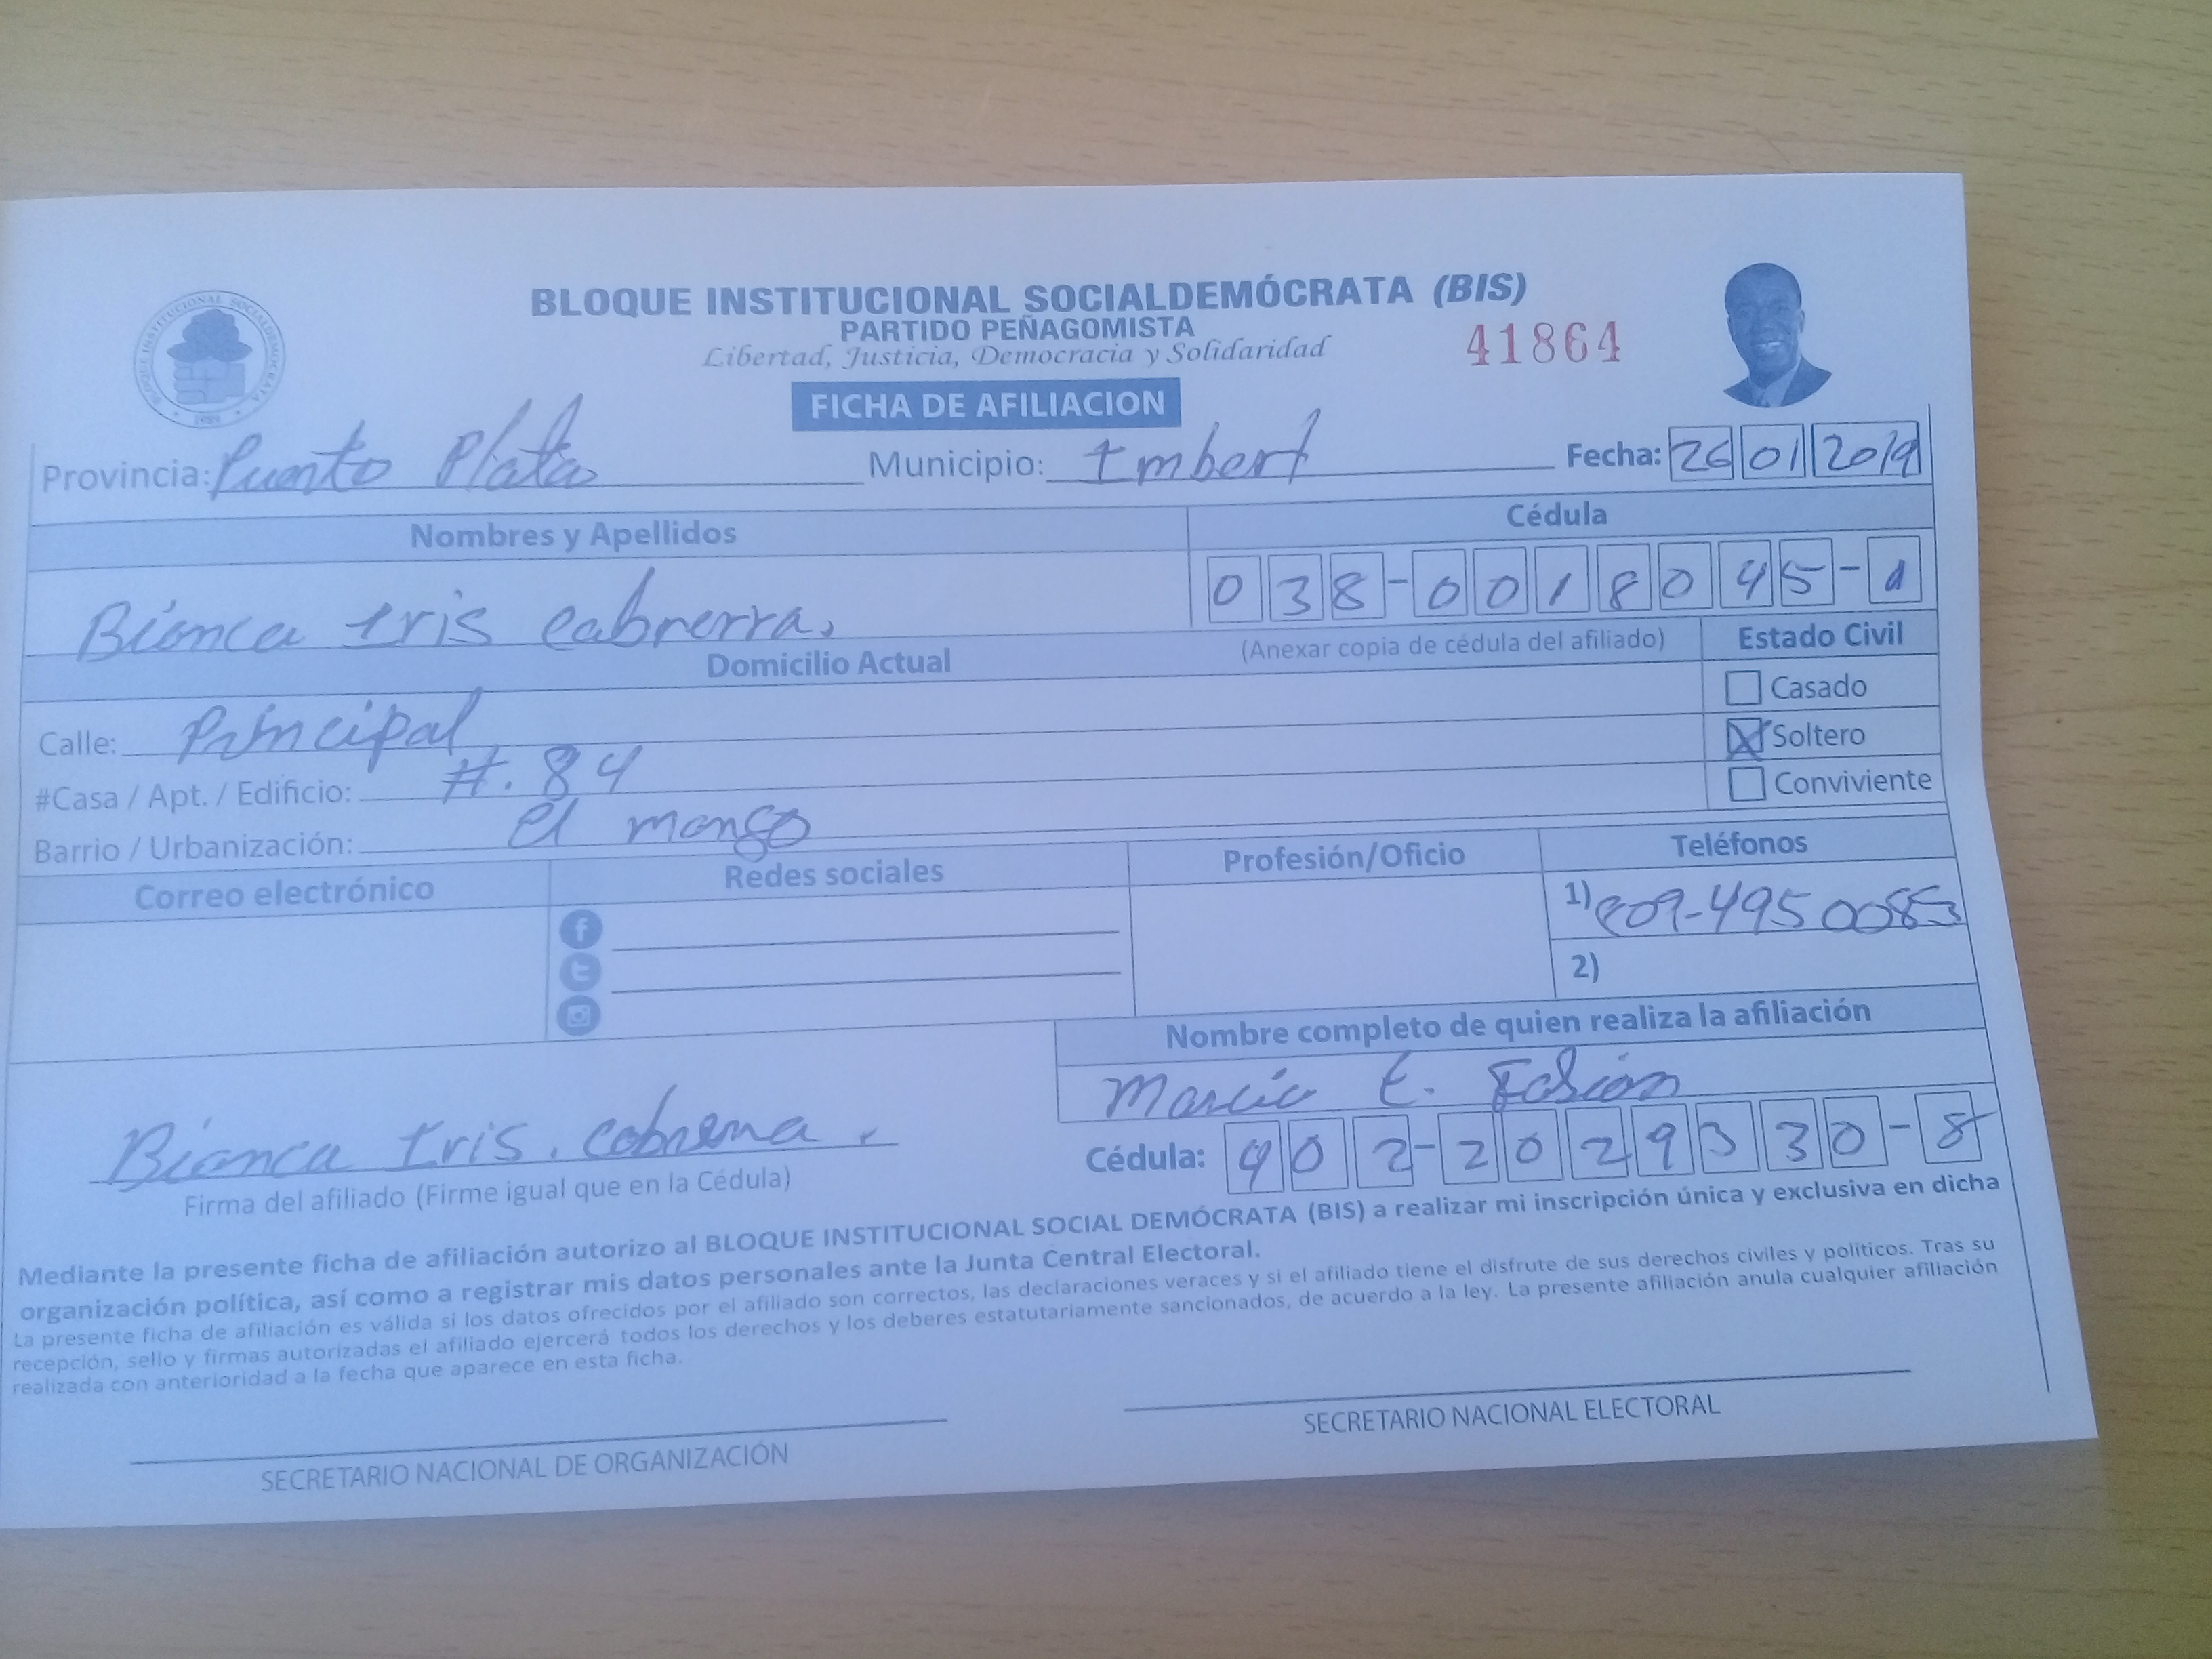 BLOQUE INSTITUCIONAL SOCIALDEMÓCRATA (BIS)
PARTIDO PEÑAGOMISTA
Libertad, Justicia, Democracia y Solidaridad
41864
FICHA DE AFILIACION
Provincia: Puerto Plata Municipio: Imbert Fecha: 26 01 2019
Nombres y Apellidos Cédula
Bianca Iris Cabrerra. 038-0018045-1
Domicilio Actual (Anexar copia de cédula del afiliado) Estado Civil
Casado
Calle: Principal Soltero
#Casa / Apt. / Edificio: #. 84 Conviviente
Barrio / Urbanización: el mango
Correo electrónico Redes sociales Profesión/Oficio Teléfonos
1) 809-495 0083
2)
Nombre completo de quien realiza la afiliación
E.
Bianca Iris. Cabrera.
Cédula: 402-2029330-8
Firma del afiliado (Firme igual que en la Cédula)
Mediante la presente ficha de afiliación autorizo al BLOQUE INSTITUCIONAL SOCIAL DEMÓCRATA (BIS) a realizar mi inscripción única y exclusiva en dicha
organización política, así como a registrar mis datos personales ante la Junta Central Electoral.
La presente ficha de afiliación es válida si los datos ofrecidos por el afiliado son correctos, las declaraciones veraces y si el afiliado tiene el disfrute de sus derechos civiles y políticos. Tras su
recepción, sello y firmas autorizadas el afiliado ejercerá todos los derechos y los deberes estatutariamente sancionados, de acuerdo a la ley. La presente afiliación anula cualquier afiliación
realizada con anterioridad a la fecha que aparece en esta ficha.
SECRETARIO NACIONAL DE ORGANIZACIÓN SECRETARIO NACIONAL ELECTORAL